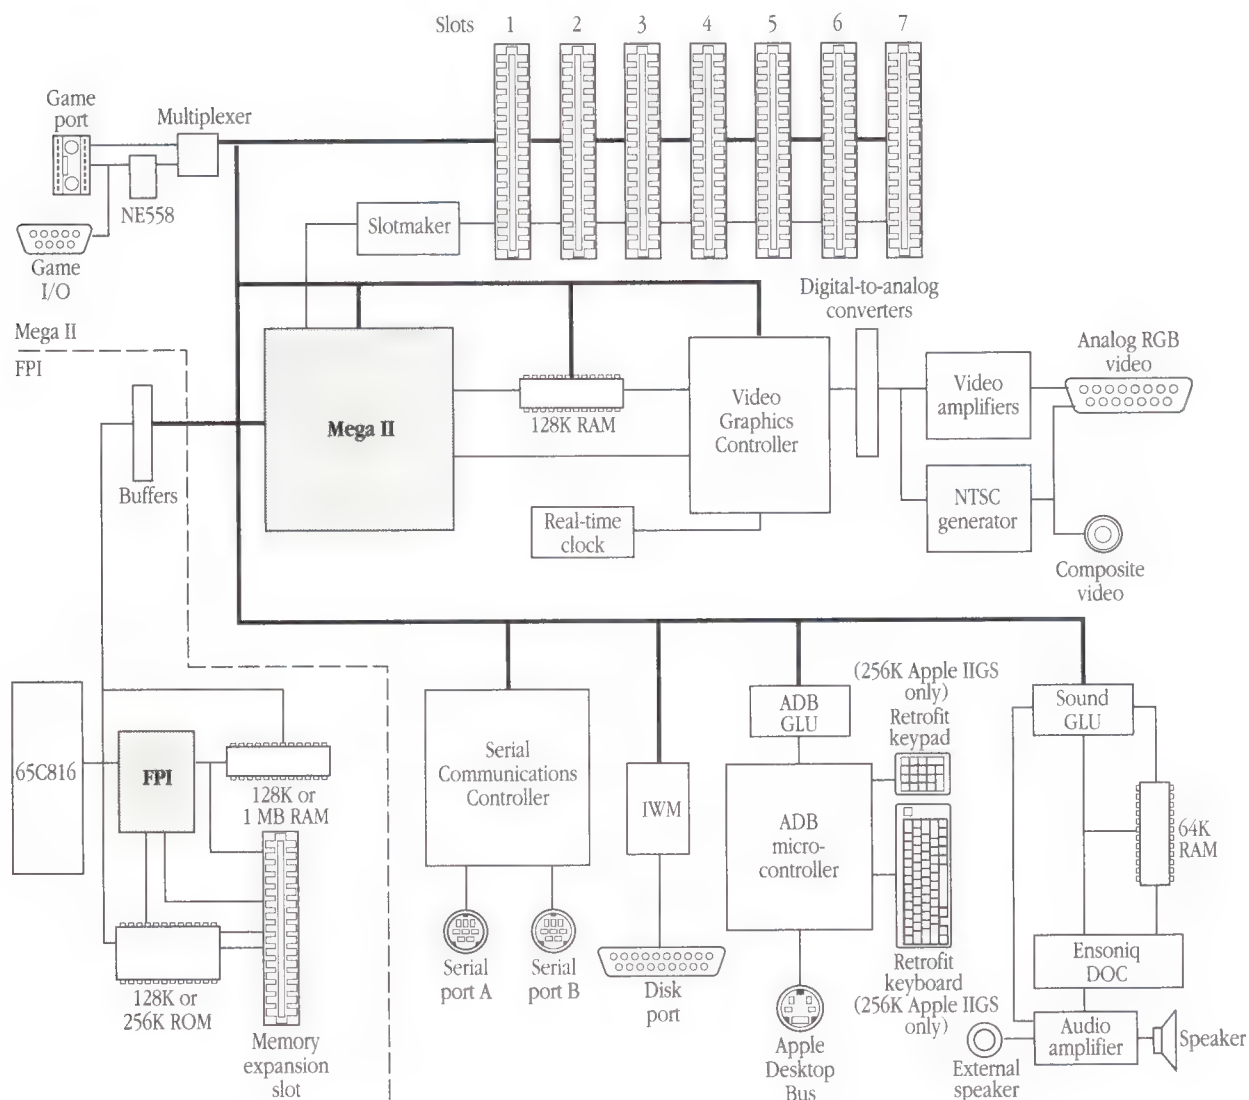 Slots 1 2 3 4 5 6 7
Game
port
Multiplexer
NE558
Game
I/O
Slotmaker
Digital-to-analog
converters
Mega II
FPI
Analog RGB
video
Mega II
128K RAM
Video
Graphics
Controller
Video
amplifiers
Buffers
NTSC
generator
Real-time
clock
Composite
video
65C816
FPI
128K or
1 MB RAM
128K or
256K ROM
Memory
expansion
slot
Serial
Communications
Controller
Serial
port A
Serial
port B
IWM
Disk
port
ADB
GLU
ADB
micro-
controller
Apple
Desktop
Bus
(256K Apple IIGS
only)
Retrofit
keypad
Retrofit
keyboard
(256K Apple IIGS
only)
Sound
GLU
64K
RAM
Ensoniq
DOC
Audio
amplifier
Speaker
External
speaker